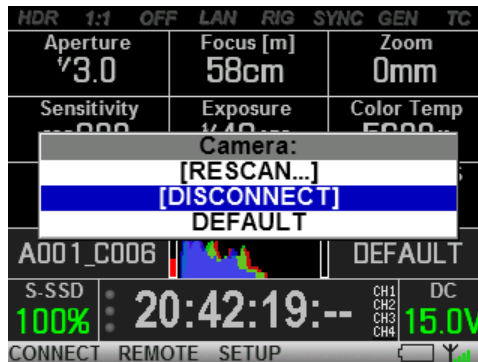 HDR 1:1 OFF LAN RIG SYNC GEN TC
Aperture Focus [m] Zoom
f/3.0 58cm 0mm
Sensitivity Exposure Color Temp
Camera:
[RESCAN...]
[DISCONNECT]
DEFAULT
A001_C006 DEFAULT
S-SSD CH1 DC
CH2
100% 20:42:19:-- CH3 15.0V
CH4
CONNECT REMOTE SETUP